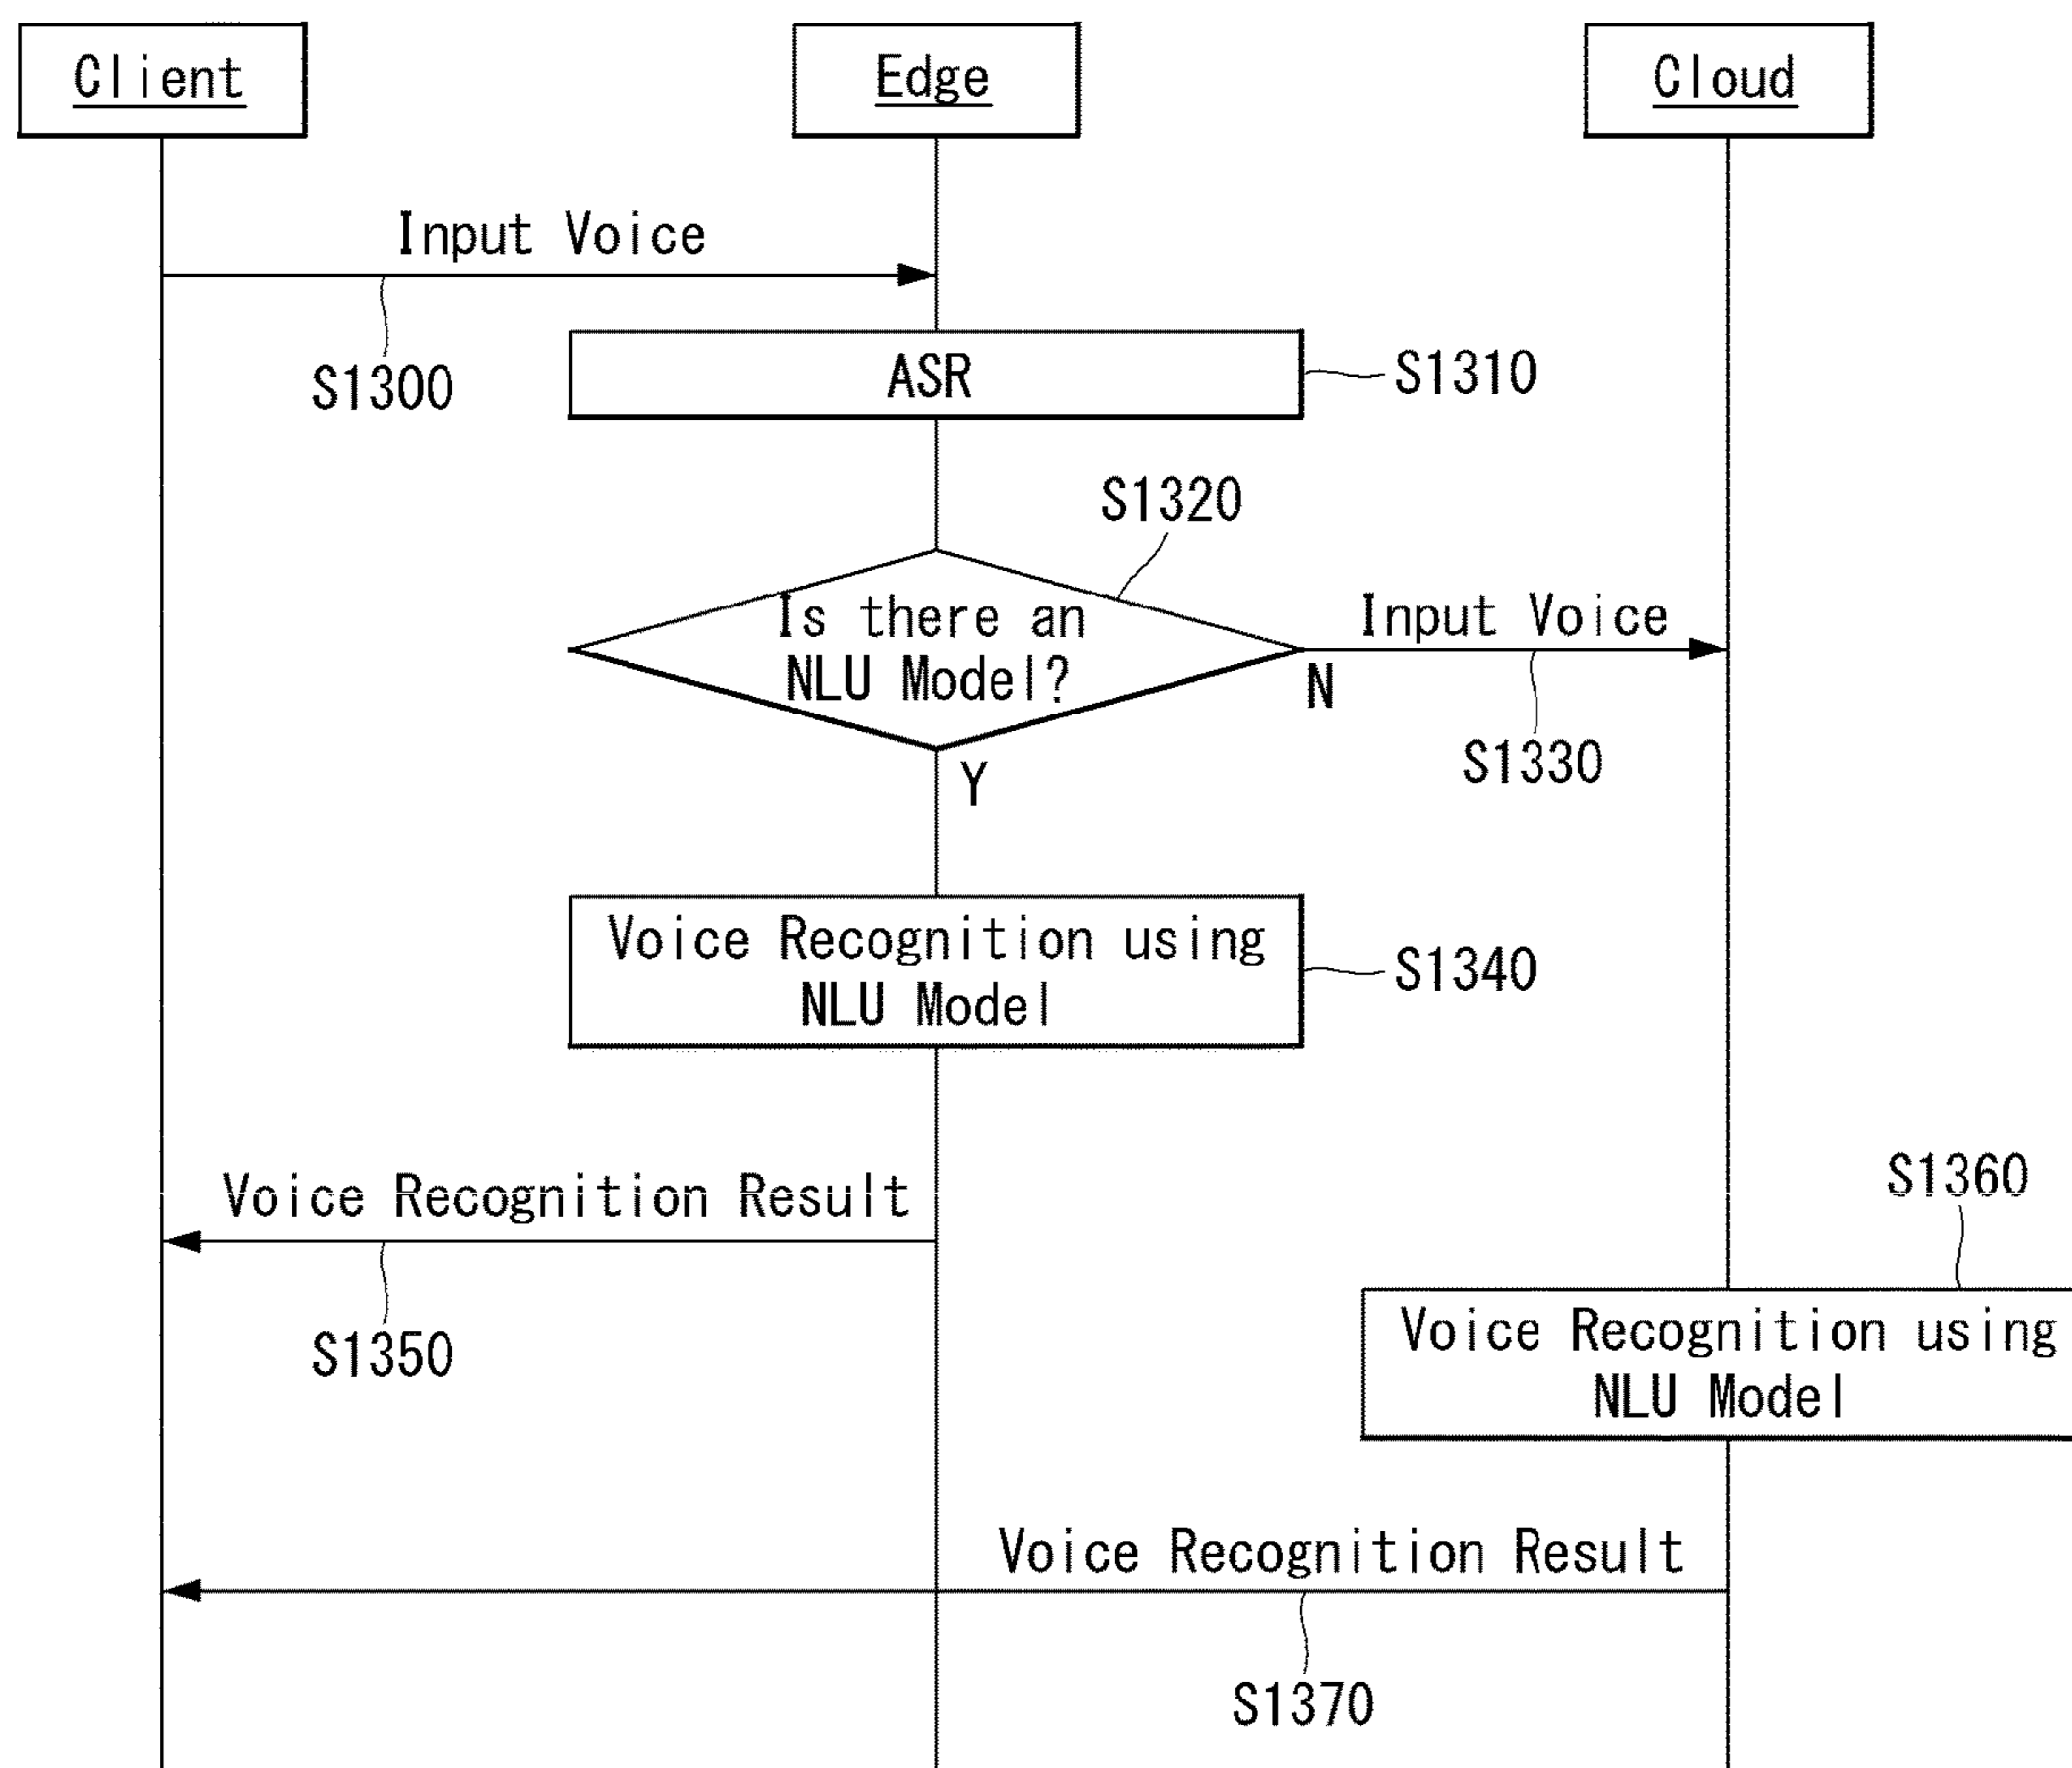 Client
Edge
Cloud
Input Voice
S1300
ASR
S1310
S1320
Is there an
NLU Model?
Input Voice
N
S1330
Y
Voice Recognition using
NLU Model
S1340
Voice Recognition Result
S1350
S1360
Voice Recognition using
NLU Model
Voice Recognition Result
S1370